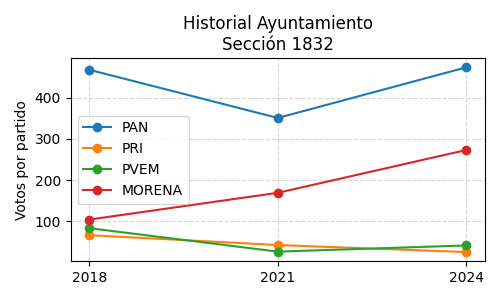 Historial Ayuntamiento
Sección 1832
Votos por partido
400
300
200
100
PAN
PRI
PVEM
MORENA
2018
2021
2024